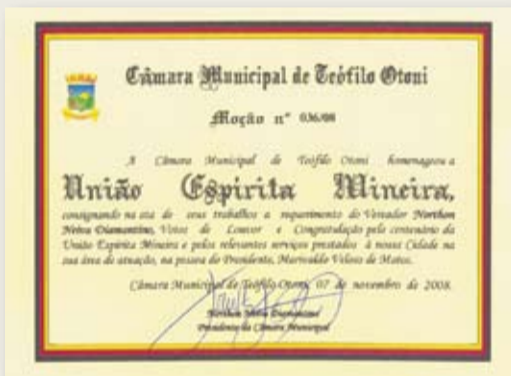 Câmara Municipal de Teófilo Otoni
Moção nº 036/08
A Câmara Municipal de Teófilo Otoni homenageou a
União Espírita Mineira,
consignando na ata de seus trabalhos a requerimento do Vereador Northon
Neiva Diamantino, Votos de Louvor e Congratulação pelo centenário da
União Espírita Mineira e pelos relevantes serviços prestados à nossa Cidade na
sua área de atuação, na pessoa do Presidente, Marivaldo Veloso de Matos.
Câmara Municipal de Teófilo Otoni, 07 de novembro de 2008.
Northon Neiva Diamantino
Presidente da Câmara Municipal